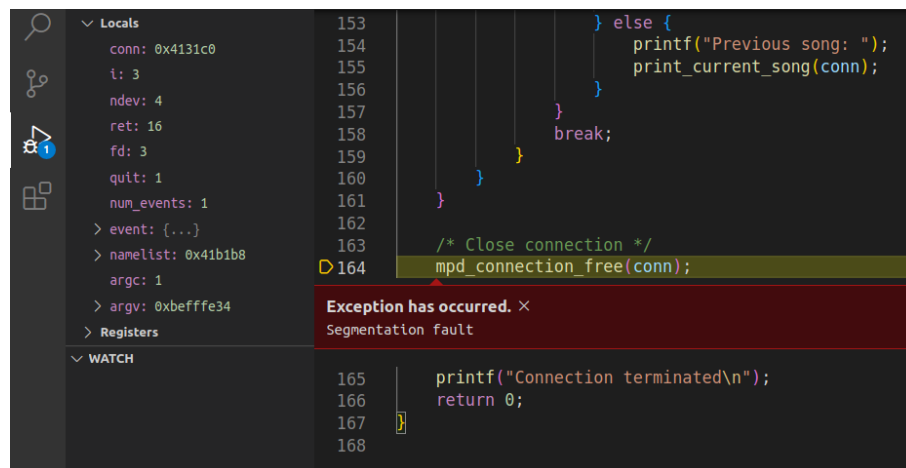 Locals
conn: 0x4131c0
i: 3
ndev: 4
ret: 16
fd: 3
quit: 1
num_events: 1
event: {...}
namelist: 0x41b1b8
argc: 1
argv: 0xbefffe34
Registers
WATCH
1
153 } else {
154 printf("Previous song: ");
155 print_current_song(conn);
156 }
157 }
158 break;
159 }
160 }
161 }
162
163 /* Close connection */
164 mpd_connection_free(conn);
Exception has occurred. ×
Segmentation fault
165 printf("Connection terminated\n");
166 return 0;
167 }
168